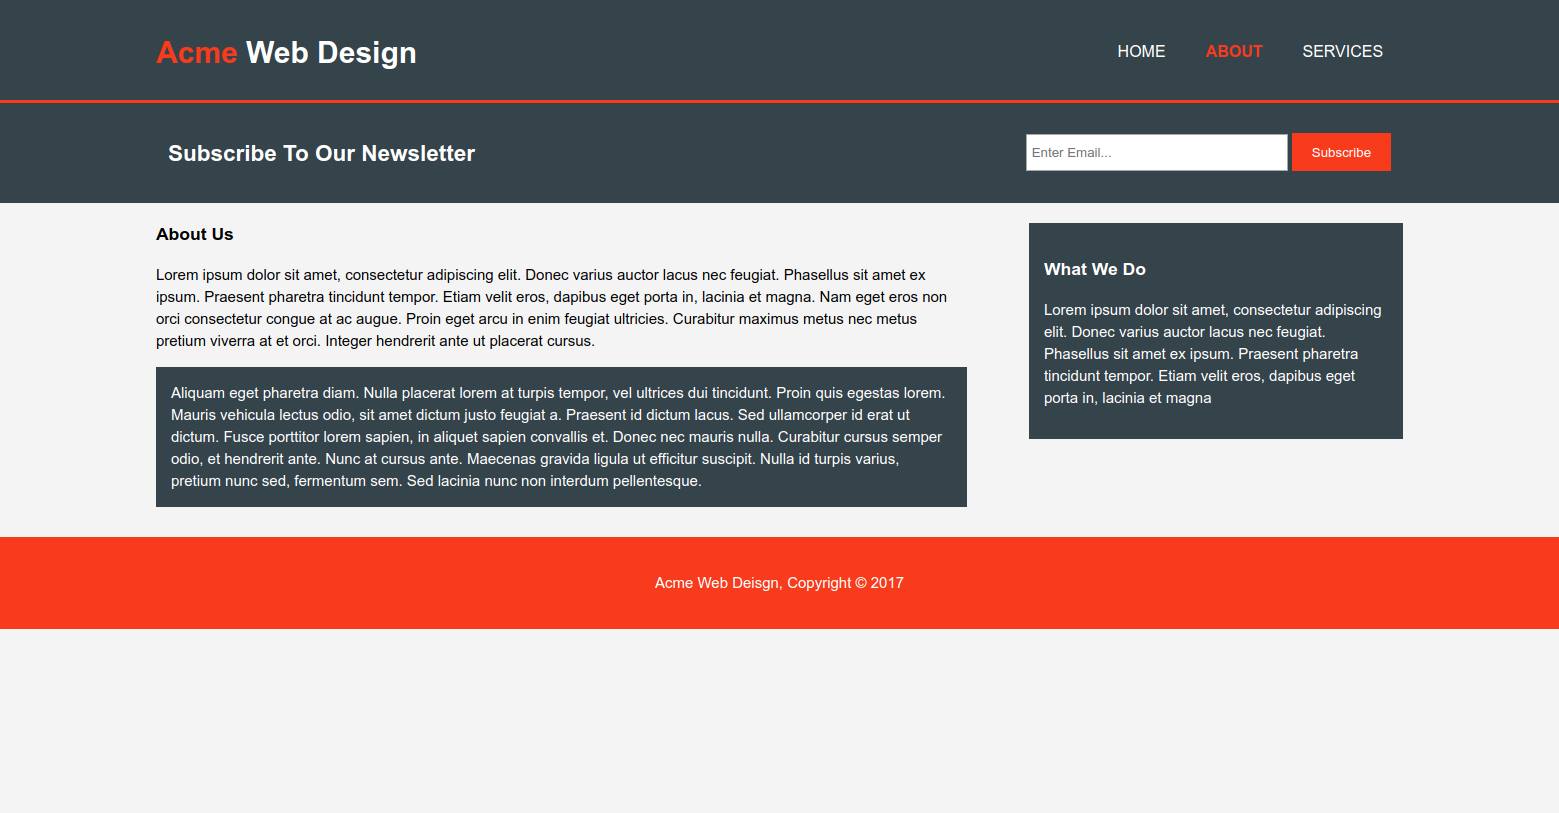 Acme Web Design
HOME ABOUT SERVICES
Subscribe To Our Newsletter
Enter Email...
Subscribe
About Us
Lorem ipsum dolor sit amet, consectetur adipiscing elit. Donec varius auctor lacus nec feugiat. Phasellus sit amet ex
ipsum. Praesent pharetra tincidunt tempor. Etiam velit eros, dapibus eget porta in, lacinia et magna. Nam eget eros non
orci consectetur congue at ac augue. Proin eget arcu in enim feugiat ultricies. Curabitur maximus metus nec metus
pretium viverra at et orci. Integer hendrerit ante ut placerat cursus.
Aliquam eget pharetra diam. Nulla placerat lorem at turpis tempor, vel ultrices dui tincidunt. Proin quis egestas lorem.
Mauris vehicula lectus odio, sit amet dictum justo feugiat a. Praesent id dictum lacus. Sed ullamcorper id erat ut
dictum. Fusce porttitor lorem sapien, in aliquet sapien convallis et. Donec nec mauris nulla. Curabitur cursus semper
odio, et hendrerit ante. Nunc at cursus ante. Maecenas gravida ligula ut efficitur suscipit. Nulla id turpis varius,
pretium nunc sed, fermentum sem. Sed lacinia nunc non interdum pellentesque.
What We Do
Lorem ipsum dolor sit amet, consectetur adipiscing
elit. Donec varius auctor lacus nec feugiat.
Phasellus sit amet ex ipsum. Praesent pharetra
tincidunt tempor. Etiam velit eros, dapibus eget
porta in, lacinia et magna
Acme Web Deisgn, Copyright © 2017